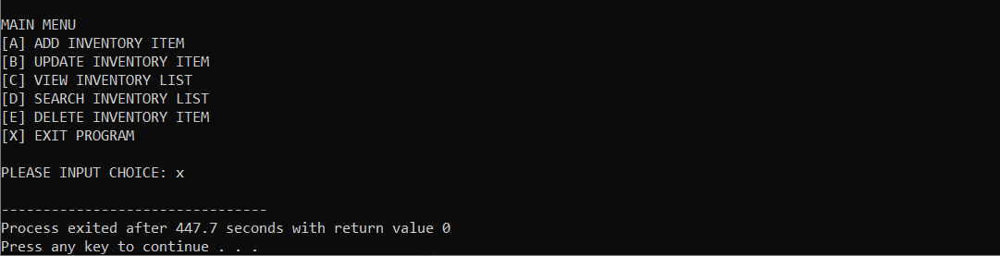 MAIN MENU
[A] ADD INVENTORY ITEM
[B] UPDATE INVENTORY ITEM
[C] VIEW INVENTORY LIST
[D] SEARCH INVENTORY LIST
[E] DELETE INVENTORY ITEM
[X] EXIT PROGRAM
PLEASE INPUT CHOICE: x
--------------------------------
Process exited after 447.7 seconds with return value 0
Press any key to continue . . .